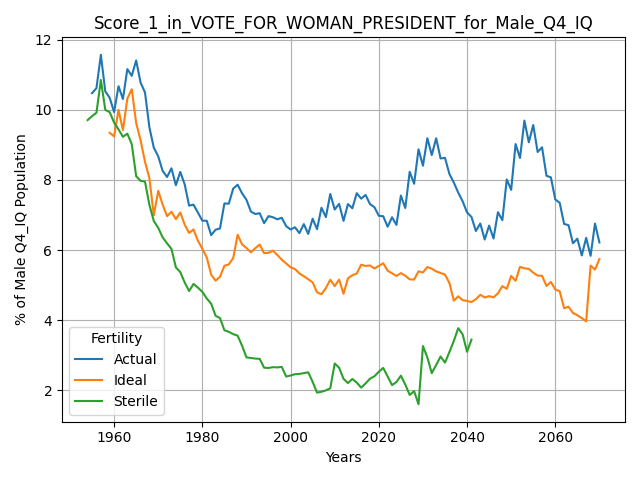 Score_1_in_VOTE_FOR_WOMAN_PRESIDENT_for_Male_Q4_IQ
% of Male Q4_IQ Population
12
10
8
6
4
2
Fertility
Actual
Ideal
Sterile
1960 1980 2000 2020 2040 2060
Years